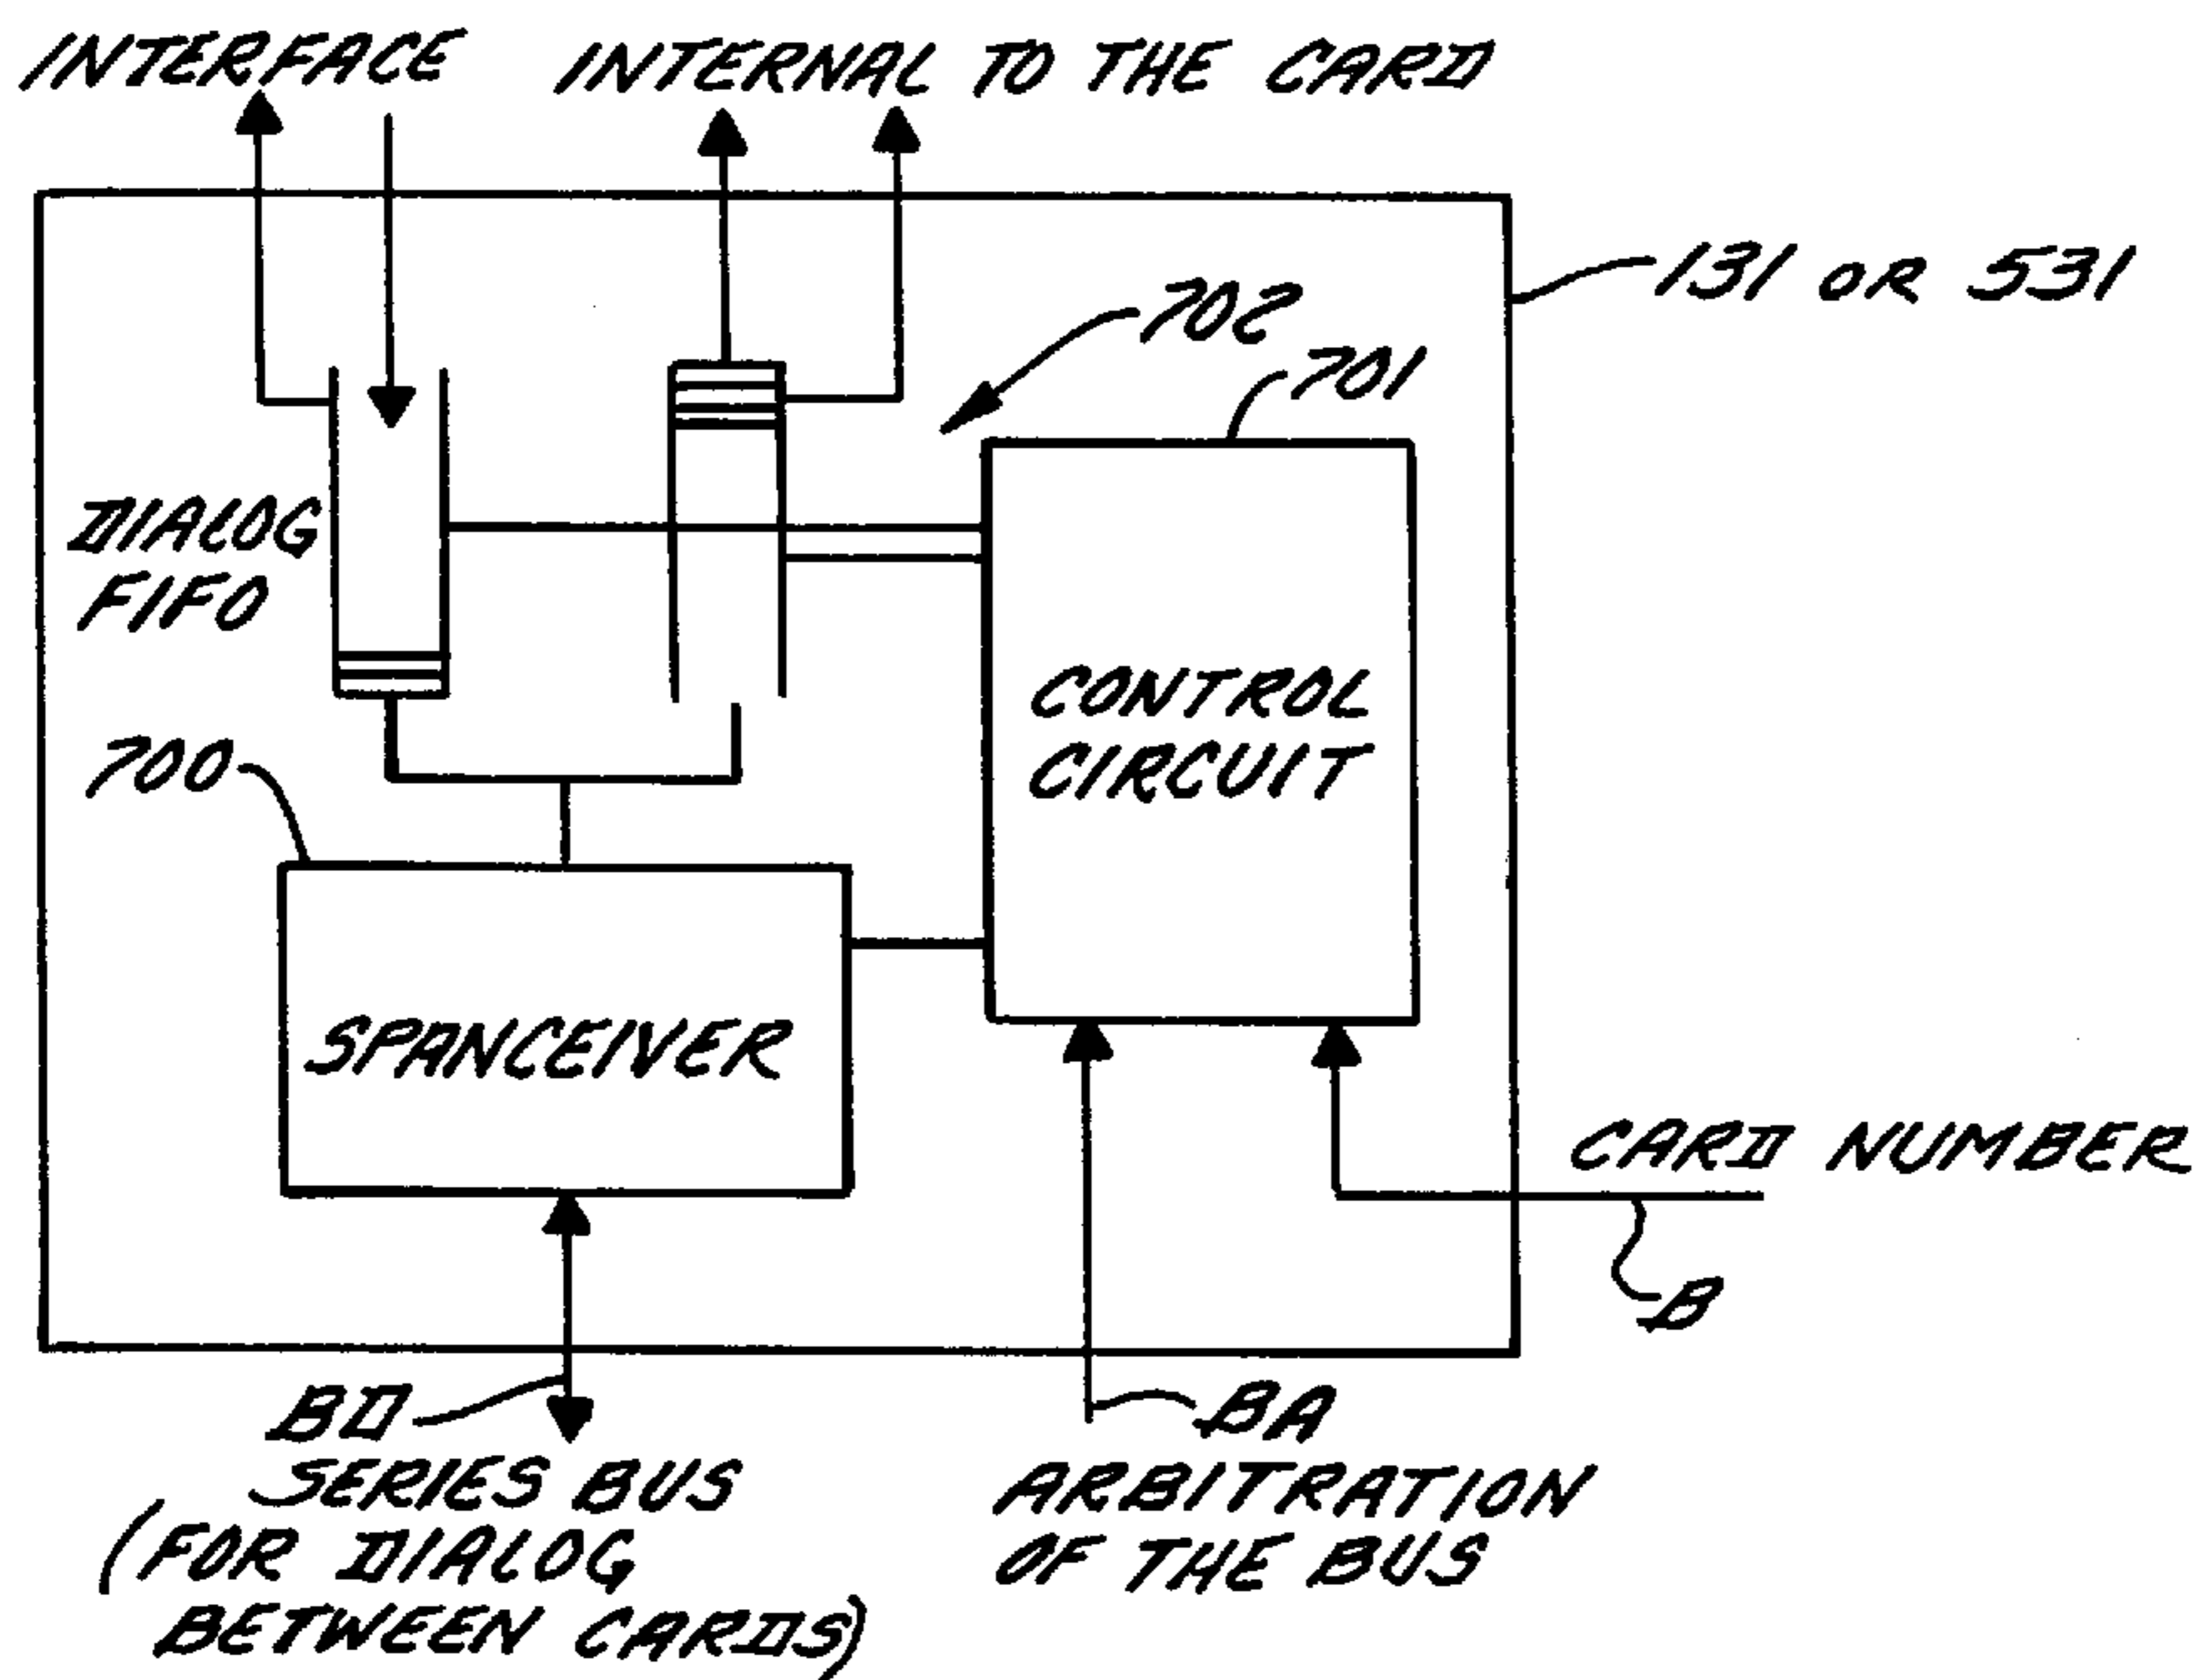 INTERFACE INTERNAL TO THE CARD
131 OR 531
702
701
DIALOG
FIFO
CONTROL
CIRCUIT
700
SPANCEIVER
CARD NUMBER
B
BD
SERIES BUS
(FOR DIALOG
BETWEEN CARDS)
BA
ARBITRATION
OF THE BUS